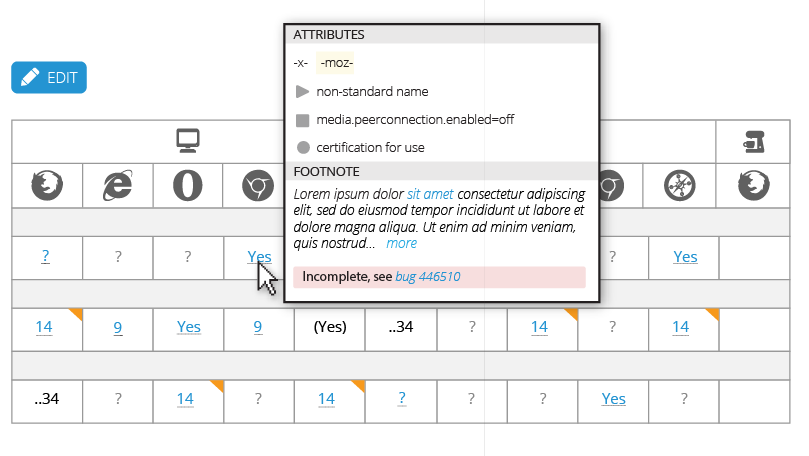 ATTRIBUTES
-x- -moz-
EDIT
non-standard name
media.peerconnection.enabled=off
certification for use
FOOTNOTE
Lorem ipsum dolor sit amet consectetur adipiscing
elit, sed do eiusmod tempor incididunt ut labore et
dolore magna aliqua. Ut enim ad minim veniam,
quis nostrud... more
? ? ? Yes ? Yes
Incomplete, see bug 446510
14 9 Yes 9 (Yes) ..34 ? 14 ? 14
..34 ? 14 ? 14 ? ? ? Yes ?